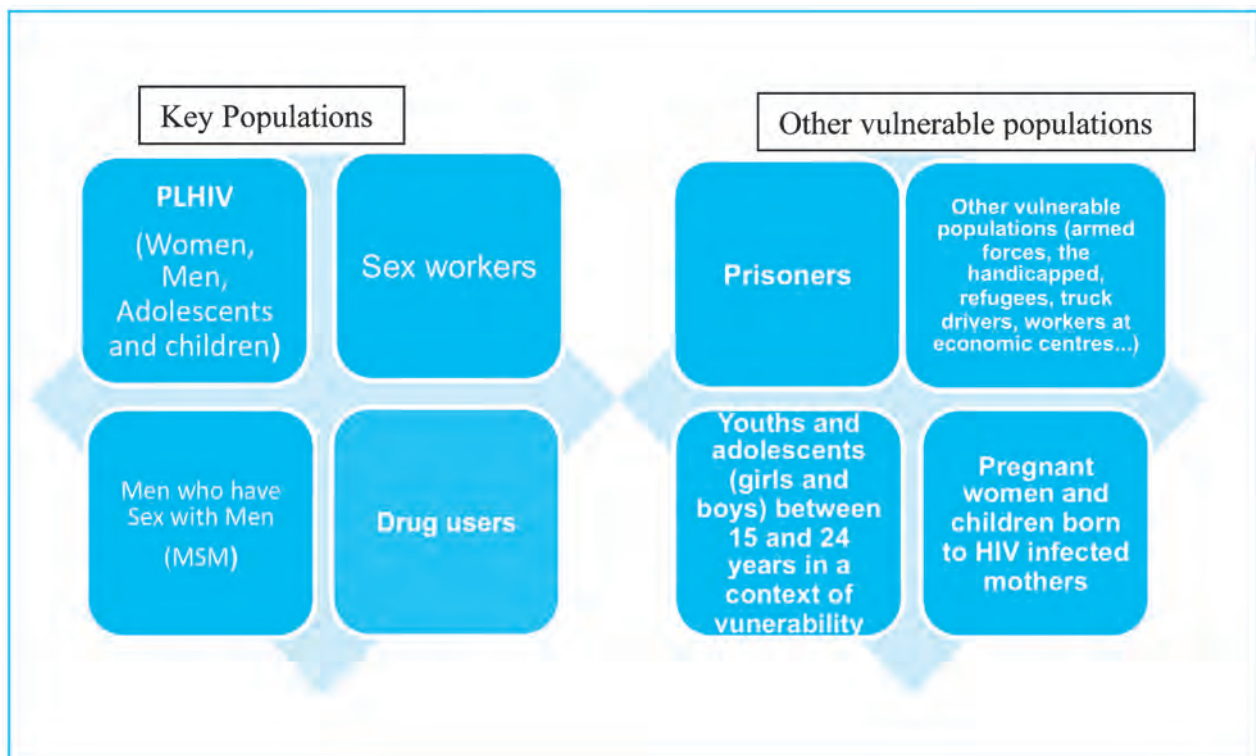 Key Populations
PLHIV
(Women,
Men,
Adolescents
and children)
Sex workers
Men who have
Sex with Men
(MSM)
Drug users
Other vulnerable populations
Prisoners
Other vulnerable
populations (armed
forces, the
handicapped,
refugees, truck
drivers, workers at
economic centres...)
Youths and
adolescents
(girls and
boys) between
15 and 24
years in a
context of
vunerability
Pregnant
women and
children born
to HIV infected
mothers